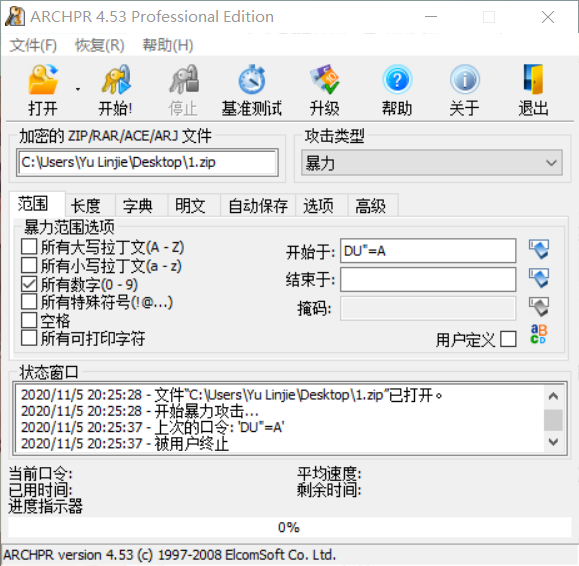 ARCHPR 4.53 Professional Edition
文件(F) 恢复(R) 帮助(H)
打开 开始! 停止 基准测试 升级 帮助 关于 退出
加密的 ZIP/RAR/ACE/ARJ 文件
C:\Users\Yu Linjie\Desktop\1.zip
攻击类型
暴力
范围 长度 字典 明文 自动保存 选项 高级
暴力范围选项
所有大写拉丁文(A - Z)
所有小写拉丁文(a - z)
所有数字(0 - 9)
所有特殊符号(!@...)
空格
所有可打印字符
开始于: DU"=A
结束于:
掩码:
用户定义
aBCD
状态窗口
2020/11/5 20:25:28 - 文件“C:\Users\Yu Linjie\Desktop\1.zip”已打开。
2020/11/5 20:25:28 - 开始暴力攻击...
2020/11/5 20:25:37 - 上次的口令: 'DU"=A'
2020/11/5 20:25:37 - 被用户终止
当前口令: 平均速度:
已用时间: 剩余时间:
进度指示器
0%
ARCHPR version 4.53 (c) 1997-2008 ElcomSoft Co. Ltd.